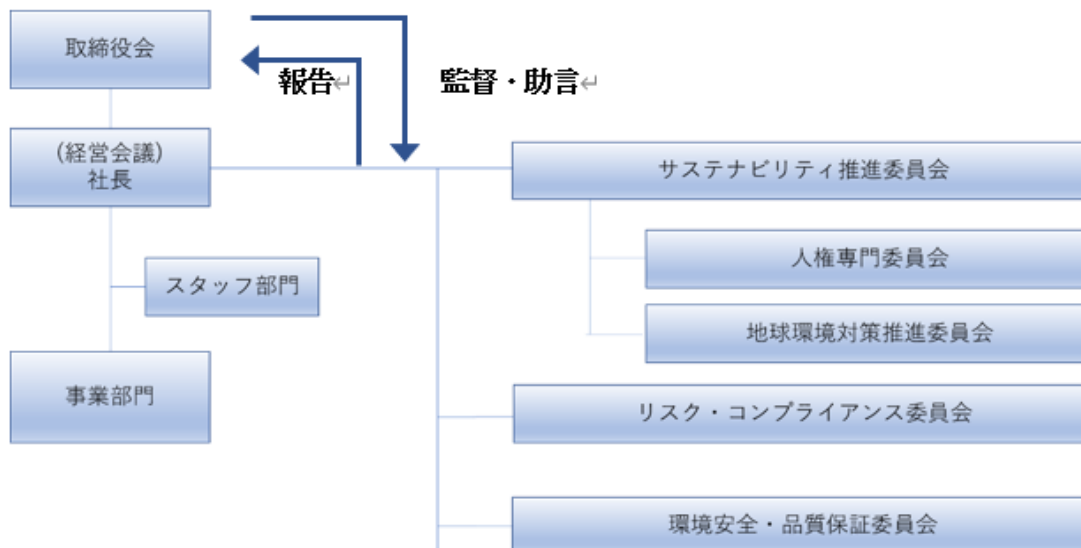 取締役会
報告
監督・助言
(経営会議)
社長
サステナビリティ推進委員会
人権専門委員会
スタッフ部門
地球環境対策推進委員会
事業部門
リスク・コンプライアンス委員会
環境安全・品質保証委員会